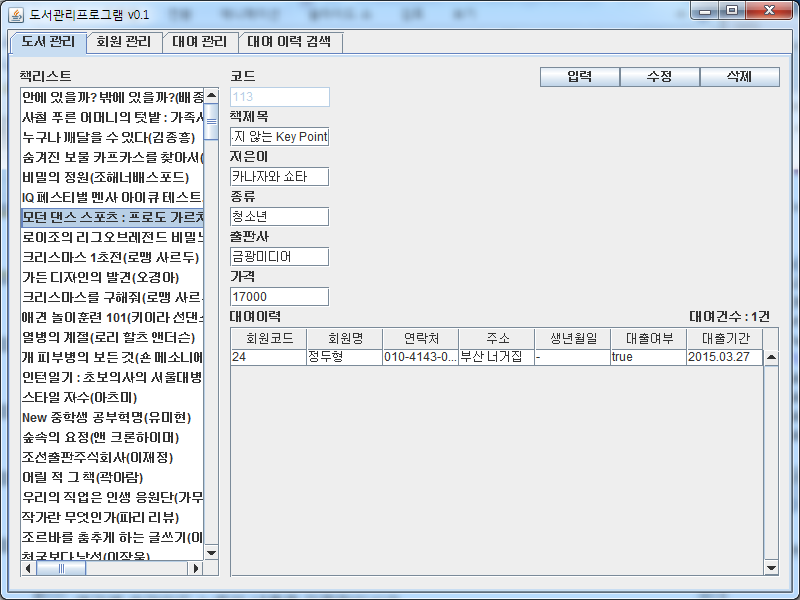 도서관리프로그램 v0.1
도서 관리 회원 관리 대여 관리 대여 이력 검색
책리스트
안에 있을까? 밖에 있을까?(배종
사철 푸른 어머니의 텃밭 : 가족사
누구나 깨달을 수 있다(김종흥)
숨겨진 보물 카프카스를 찾아서(
비밀의 정원(조해너배스포드)
IQ 페스티벌 멘사 아이큐 테스트
모던 댄스 스포츠 : 프로도 가르쳐
로이조의 리그오브레전드 비밀노
크리스마스 1초전(로맹 사르두)
가든 디자인의 발견(오경아)
크리스마스를 구해줘(로맹 사르
애견 놀이훈련 101(키이라 선댄스
열병의 계절(로리 할츠 앤더슨)
개 피부병의 모든 것(숀 메소니에
인턴일기 : 초보의사의 서울대병
스타일 자수(아츠미)
New 중학생 공부혁명(유미현)
숲속의 요정(앤 크론하이머)
조선출판주식회사(이재정)
어릴 적 그 책(곽아람)
우리의 직업은 인생 응원단(가무
작가란 무엇인가(파리 리뷰)
조르바를 춤추게 하는 글쓰기(이
천국보다 낯선(이장욱)
코드
113
책제목
지 않는 Key Point
지은이
카나자와 쇼타
종류
청소년
출판사
금광미디어
가격
17000
입력 수정 삭제
대여이력 대여건수 : 1건
회원코드 회원명 연락처 주소 생년월일 대출여부 대출기간
24 정두형 010-4143-0... 부산 너거집 - true 2015.03.27